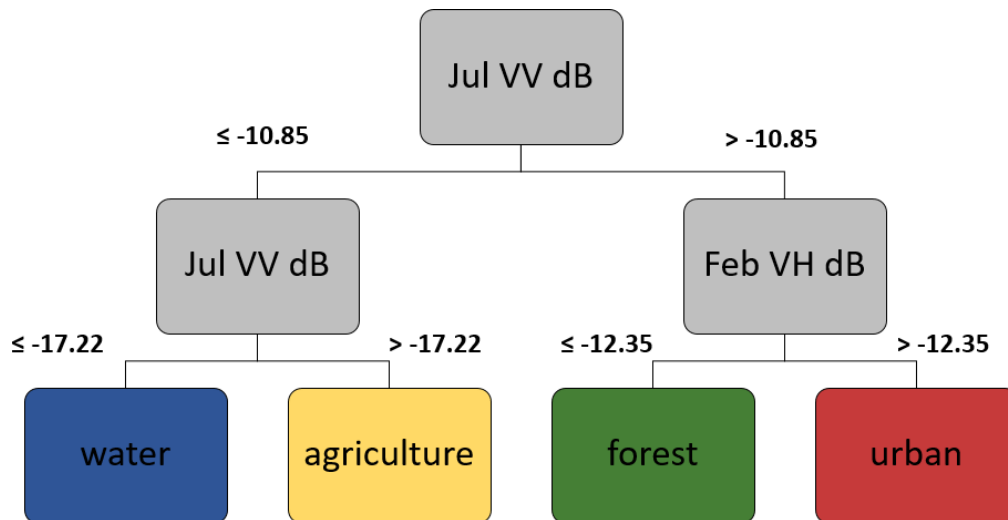 Jul VV dB
≤ -10.85
> -10.85
Jul VV dB
Feb VH dB
≤ -17.22
> -17.22
≤ -12.35
> -12.35
water
agriculture
forest
urban